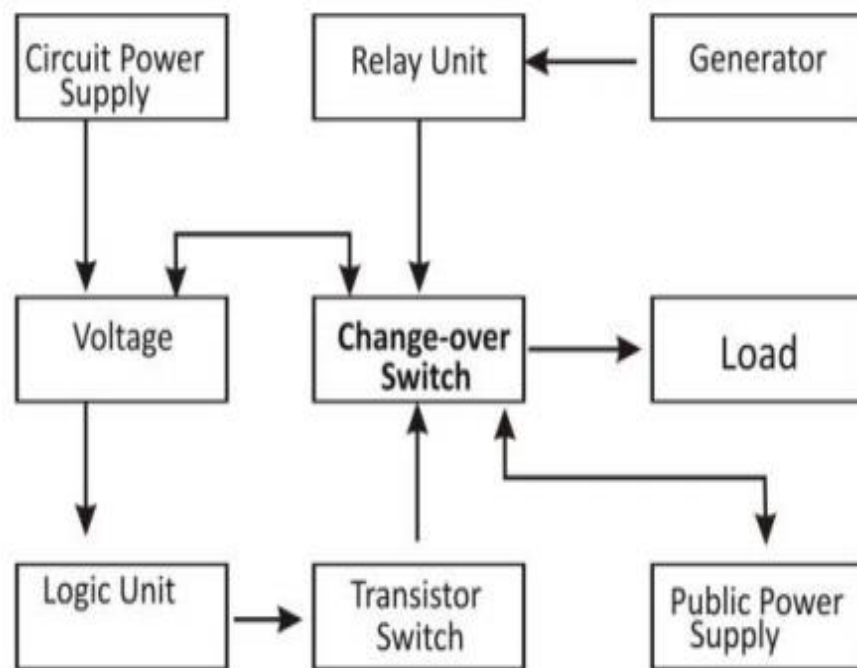 Circuit Power
Supply
Relay Unit
Generator
Voltage
Change-over
Switch
Load
Logic Unit
Transistor
Switch
Public Power
Supply